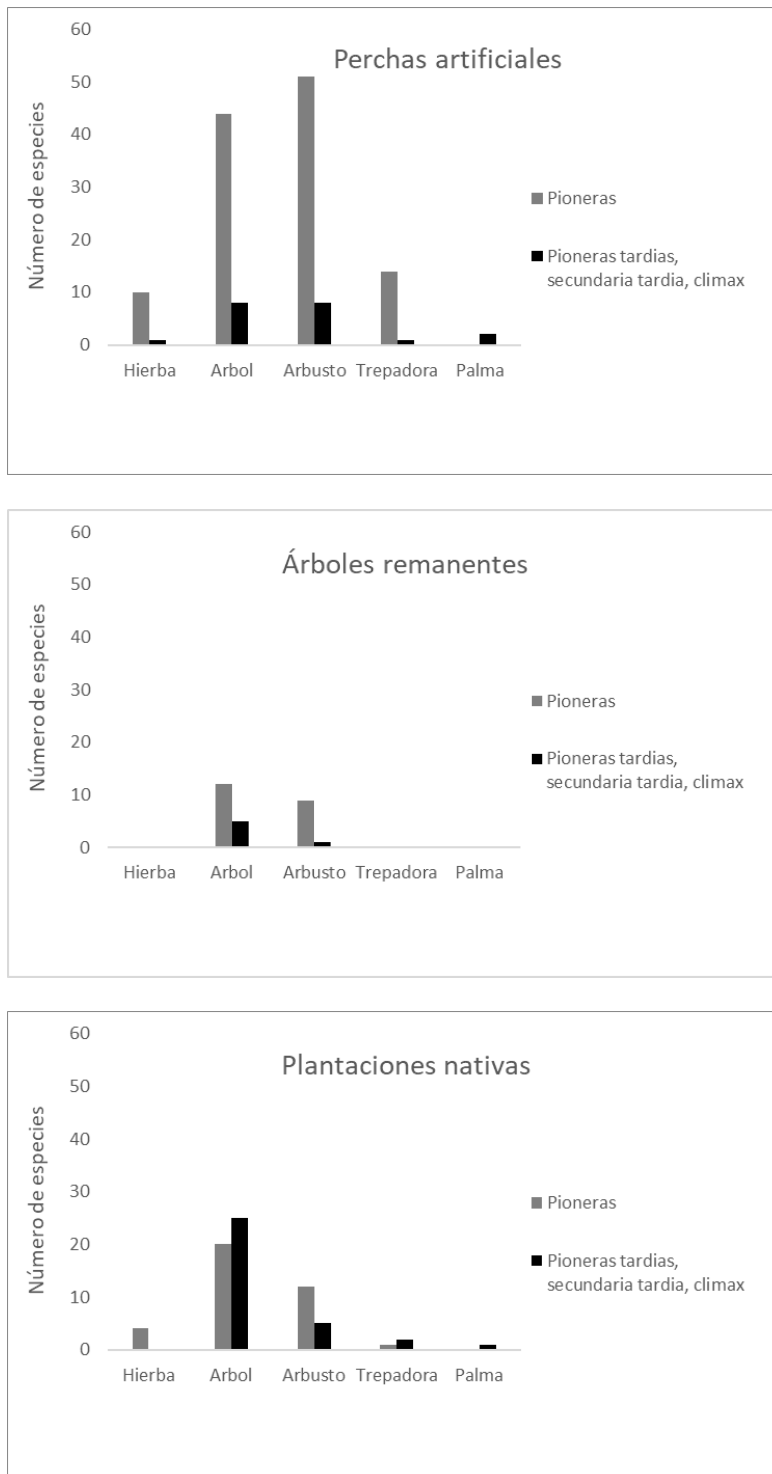 Perchas artificiales
Número de especies
60
50
40
30
20
10
0
Hierba Arbol Arbusto Trepadora Palma
Pioneras
Pioneras tardias,
secundaria tardia, climax
Árboles remanentes
Número de especies
60
50
40
30
20
10
0
Hierba Arbol Arbusto Trepadora Palma
Pioneras
Pioneras tardias,
secundaria tardia, climax
Plantaciones nativas
Número de especies
60
50
40
30
20
10
0
Hierba Arbol Arbusto Trepadora Palma
Pioneras
Pioneras tardias,
secundaria tardia, climax